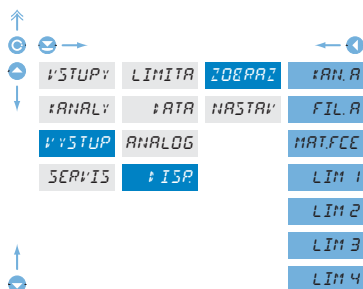 VSTUPY LIMITA ZOBRAZ KAN. A
KANALY DATA NASTAV FIL. A
VYSTUP ANALOG MAT.FCE
SERVIS DISP. LIM 1
LIM 2
LIM 3
LIM 4